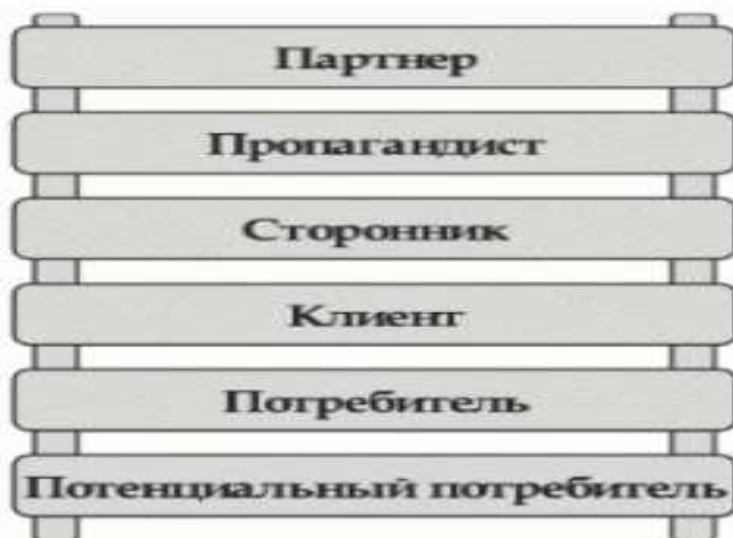 Партнер
Пропагандист
Сторонник
Клиент
Потребитель
Потенциальный потребитель